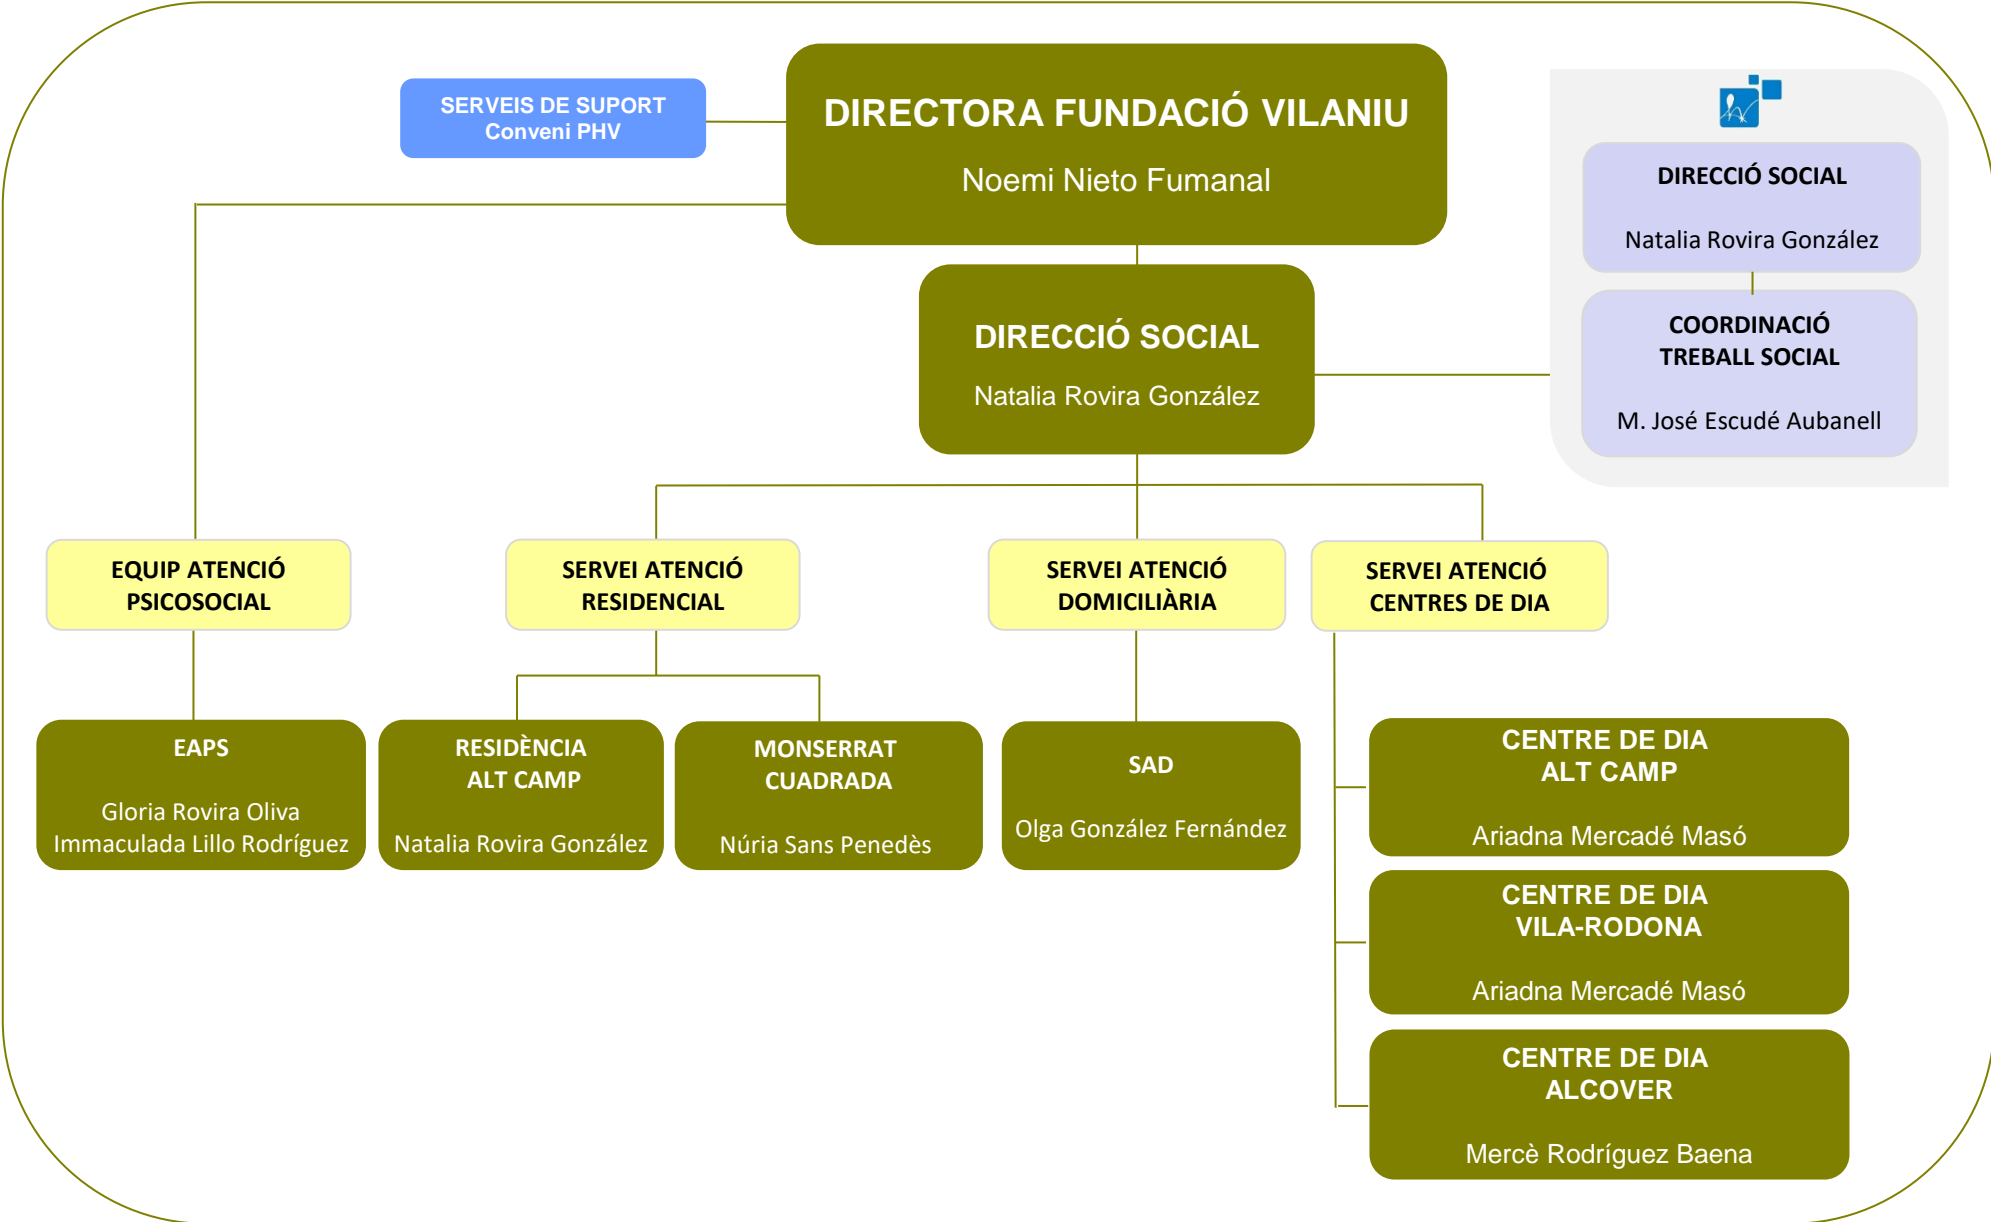 SERVEIS DE SUPORT
Conveni PHV
DIRECTORA FUNDACIÓ VILANIU
Noemi Nieto Fumanal
DIRECCIÓ SOCIAL
Natalia Rovira González
COORDINACIÓ
TREBALL SOCIAL
M. José Escudé Aubanell
DIRECCIÓ SOCIAL
Natalia Rovira González
EQUIP ATENCIÓ
PSICOSOCIAL
SERVEI ATENCIÓ
RESIDENCIAL
SERVEI ATENCIÓ
DOMICILIÀRIA
SERVEI ATENCIÓ
CENTRES DE DIA
EAPS
Gloria Rovira Oliva
Immaculada Lillo Rodríguez
RESIDÈNCIA
ALT CAMP
Natalia Rovira González
MONSERRAT
CUADRADA
Núria Sans Penedès
SAD
Olga González Fernández
CENTRE DE DIA
ALT CAMP
Ariadna Mercadé Masó
CENTRE DE DIA
VILA-RODONA
Ariadna Mercadé Masó
CENTRE DE DIA
ALCOVER
Mercè Rodríguez Baena